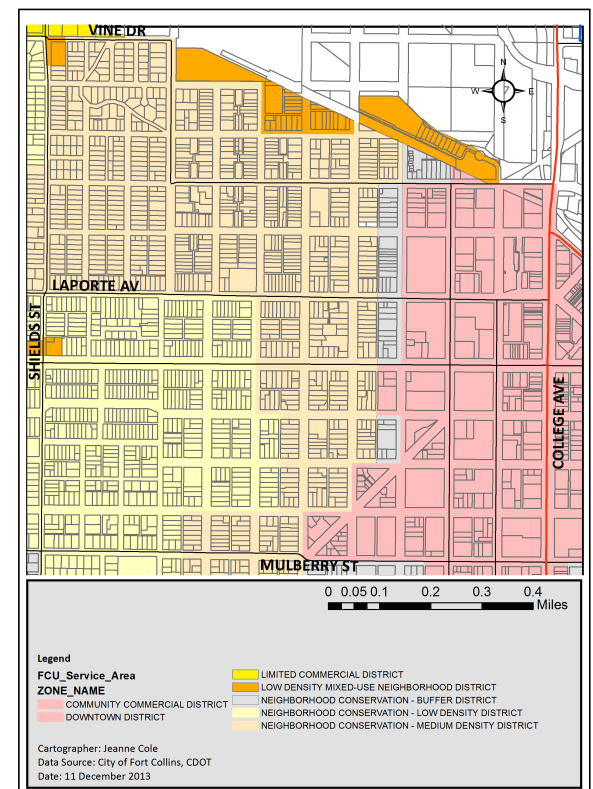 VINE DR
N
W
E
S
LAPORTE AV
SHIELDS ST
COLLEGE AVE
MULBERRY ST
0 0.05 0.1 0.2 0.3 0.4
Miles
Legend
FCU_Service_Area
ZONE_NAME
COMMUNITY COMMERCIAL DISTRICT
DOWNTOWN DISTRICT
LIMITED COMMERCIAL DISTRICT
LOW DENSITY MIXED-USE NEIGHBORHOOD DISTRICT
NEIGHBORHOOD CONSERVATION - BUFFER DISTRICT
NEIGHBORHOOD CONSERVATION - LOW DENSITY DISTRICT
NEIGHBORHOOD CONSERVATION - MEDIUM DENSITY DISTRICT
Cartographer: Jeanne Cole
Data Source: City of Fort Collins, CDOT
Date: 11 December 2013